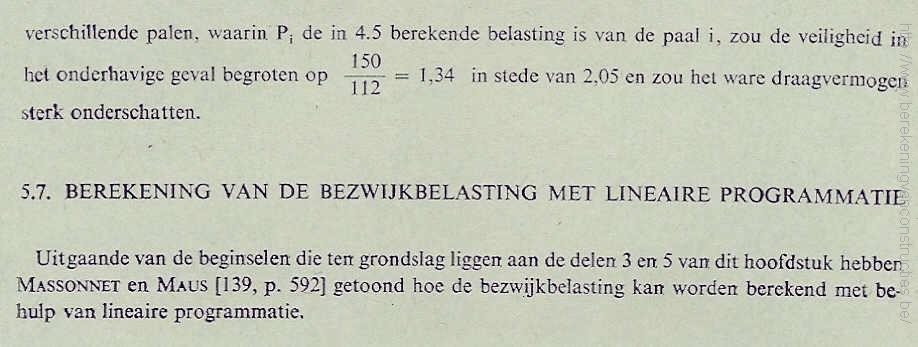 verschillende palen, waarin Pᵢ de in 4.5 berekende belasting is van de paal i, zou de veiligheid in
het onderhavige geval begroten op 150/112 = 1,34 in stede van 2,05 en zou het ware draagvermogen
sterk onderschatten.
5.7. BEREKENING VAN DE BEZWIJKBELASTING MET LINEAIRE PROGRAMMATIE
Uitgaande van de beginselen die ten grondslag liggen aan de delen 3 en 5 van dit hoofdstuk hebben
MASSONNET en MAUS [139, p. 592] getoond hoe de bezwijkbelasting kan worden berekend met be-
hulp van lineaire programmatie.
http://www.berekeningvanconstructies.be/